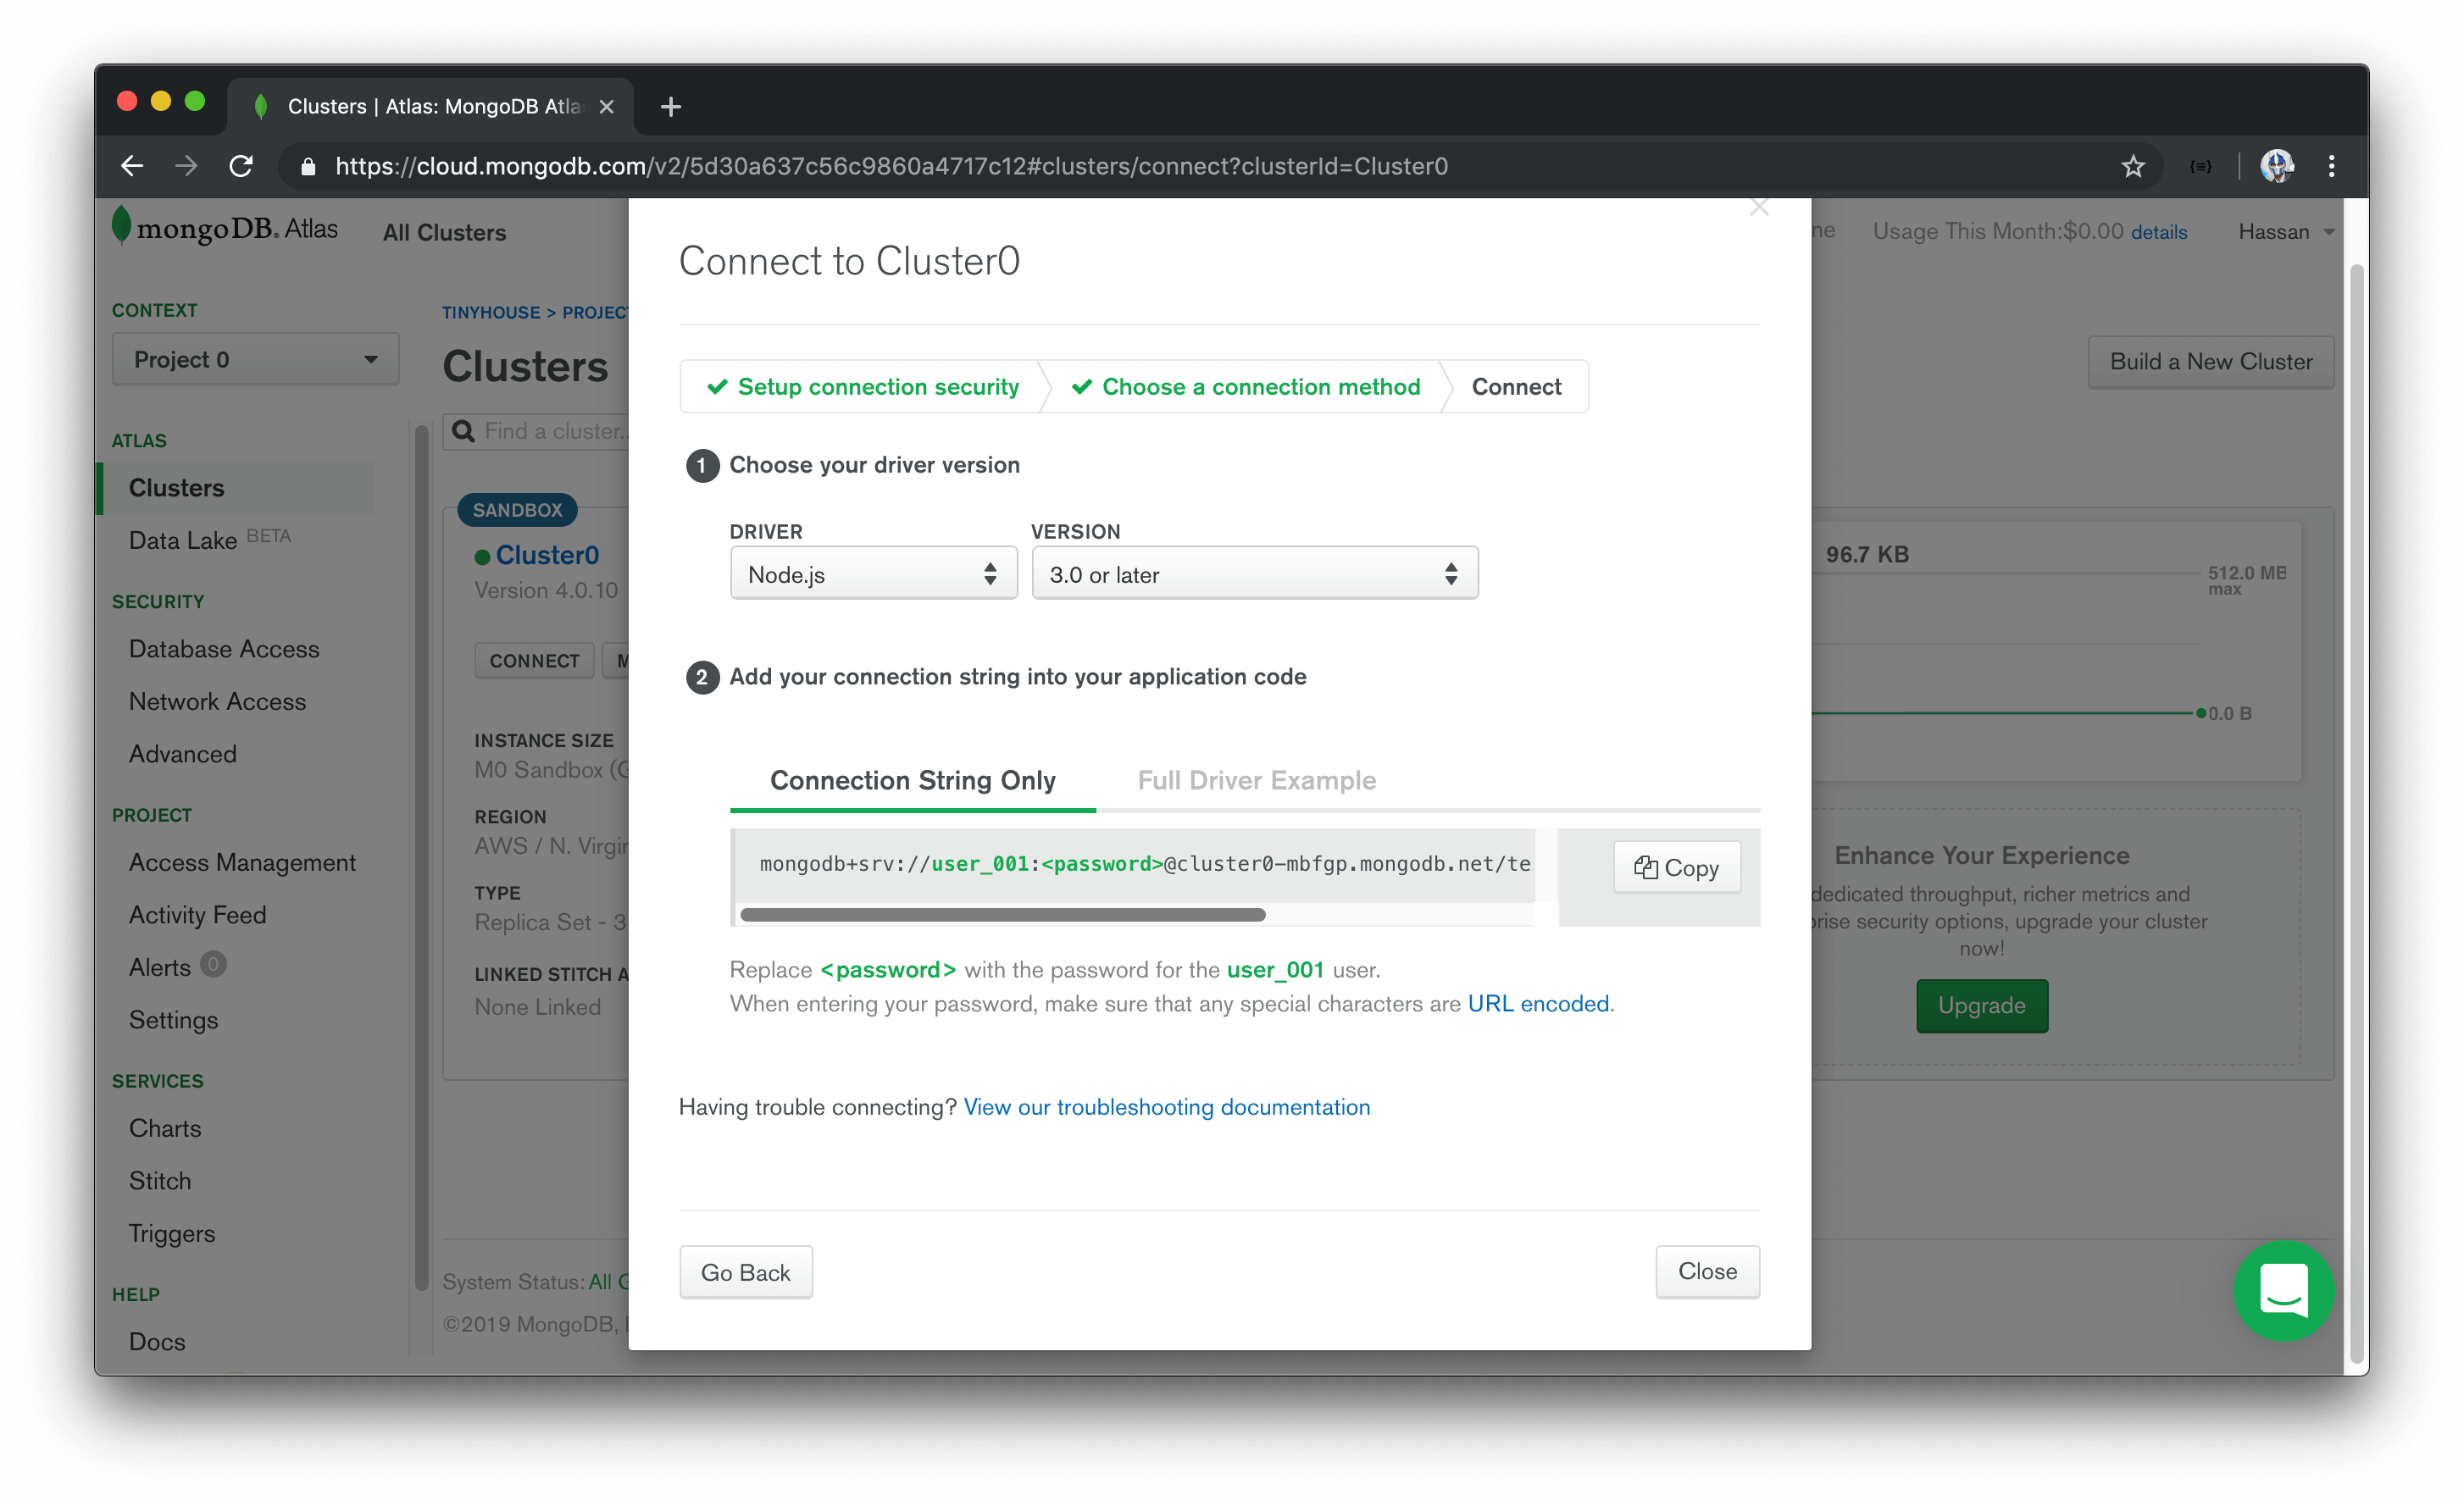 Clusters | Atlas: MongoDB Atla
https://cloud.mongodb.com/v2/5d30a637c56c9860a4717c12#clusters/connect?clusterId=Cluster0
mongoDB. Atlas
All Clusters
Usage This Month:$0.00 details
Hassan
CONTEXT
Project 0
ATLAS
Clusters
Data Lake BETA
SECURITY
Database Access
Network Access
Advanced
PROJECT
Access Management
Activity Feed
Alerts 0
Settings
SERVICES
Charts
Stitch
Triggers
HELP
Docs
TINYHOUSE > PROJECT
Clusters
Build a New Cluster
Find a cluster..
SANDBOX
Cluster0
Version 4.0.10
CONNECT
M
INSTANCE SIZE
M0 Sandbox (G
REGION
AWS / N. Virgin
TYPE
Replica Set - 3
LINKED STITCH A
None Linked
System Status: All G
©2019 MongoDB, I
Connect to Cluster0
Setup connection security
Choose a connection method
Connect
1 Choose your driver version
DRIVER
VERSION
Node.js
3.0 or later
2 Add your connection string into your application code
Connection String Only
Full Driver Example
mongodb+srv://user_001:<password>@cluster0-mbfgp.mongodb.net/te
Copy
Replace <password> with the password for the user_001 user.
When entering your password, make sure that any special characters are URL encoded.
Having trouble connecting? View our troubleshooting documentation
Go Back
Close
96.7 KB
512.0 MB
max
0.0 B
Enhance Your Experience
dedicated throughput, richer metrics and
prise security options, upgrade your cluster
now!
Upgrade